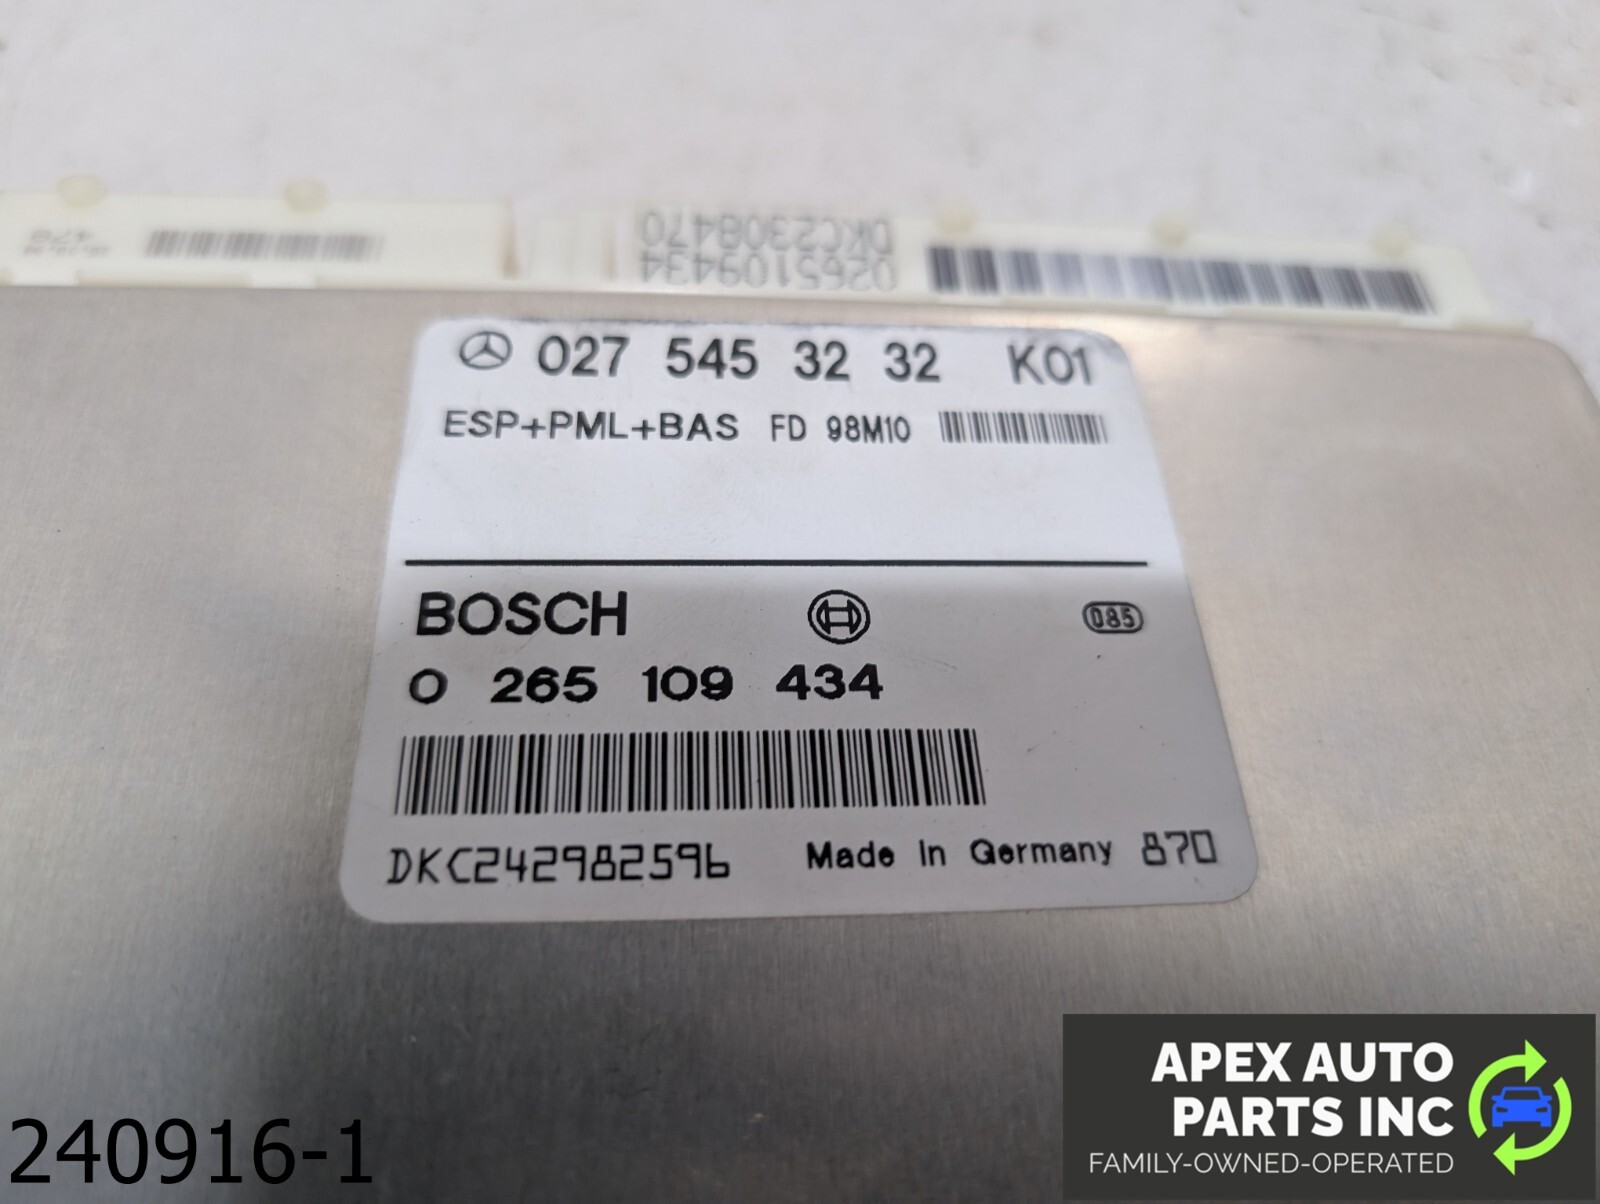 DKC2308470
0265109434
027 545 32 32 K01
ESP+PML+BAS FD 98M10
BOSCH
085
0 265 109 434
DKC242982596 Made in Germany 870
240916-1
APEX AUTO
PARTS INC
FAMILY-OWNED-OPERATED